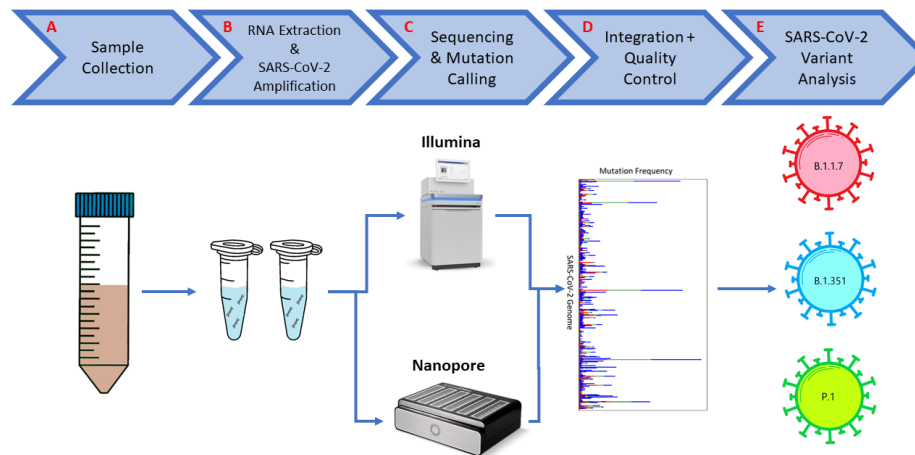 A
Sample
Collection
B
RNA Extraction
&
SARS-CoV-2
Amplification
C
Sequencing
& Mutation
Calling
D
Integration +
Quality
Control
E
SARS-CoV-2
Variant
Analysis
Illumina
Nanopore
Mutation Frequency
SARS-CoV-2 Genome
B.1.1.7
B.1.351
P.1